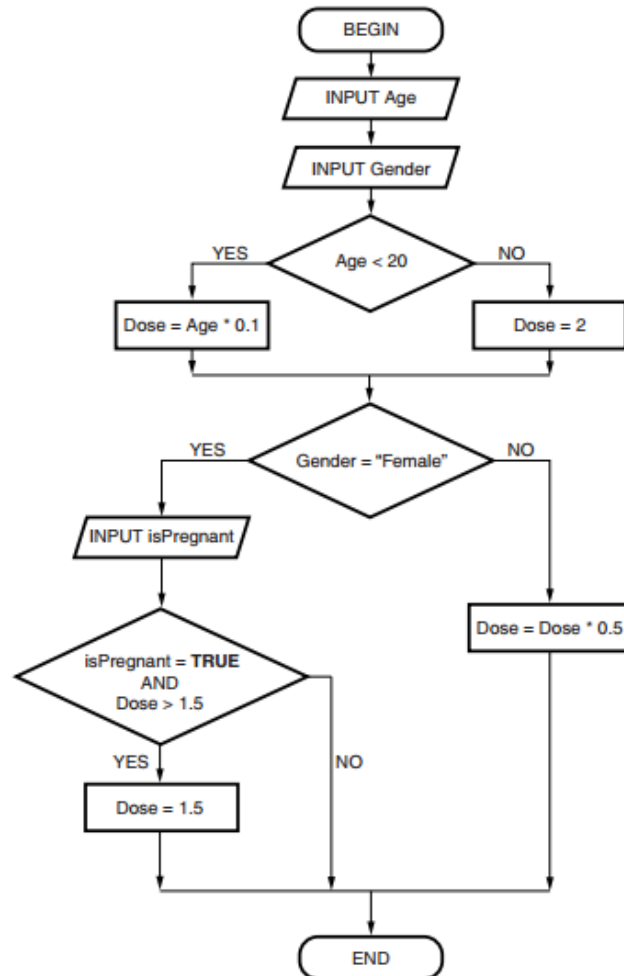 BEGIN
INPUT Age
INPUT Gender
YES
Age < 20
NO
Dose = Age * 0.1
Dose = 2
YES
Gender = "Female”
NO
INPUT isPregnant
isPregnant = TRUE
AND
Dose > 1.5
Dose = Dose * 0.5
YES
NO
Dose = 1.5
END